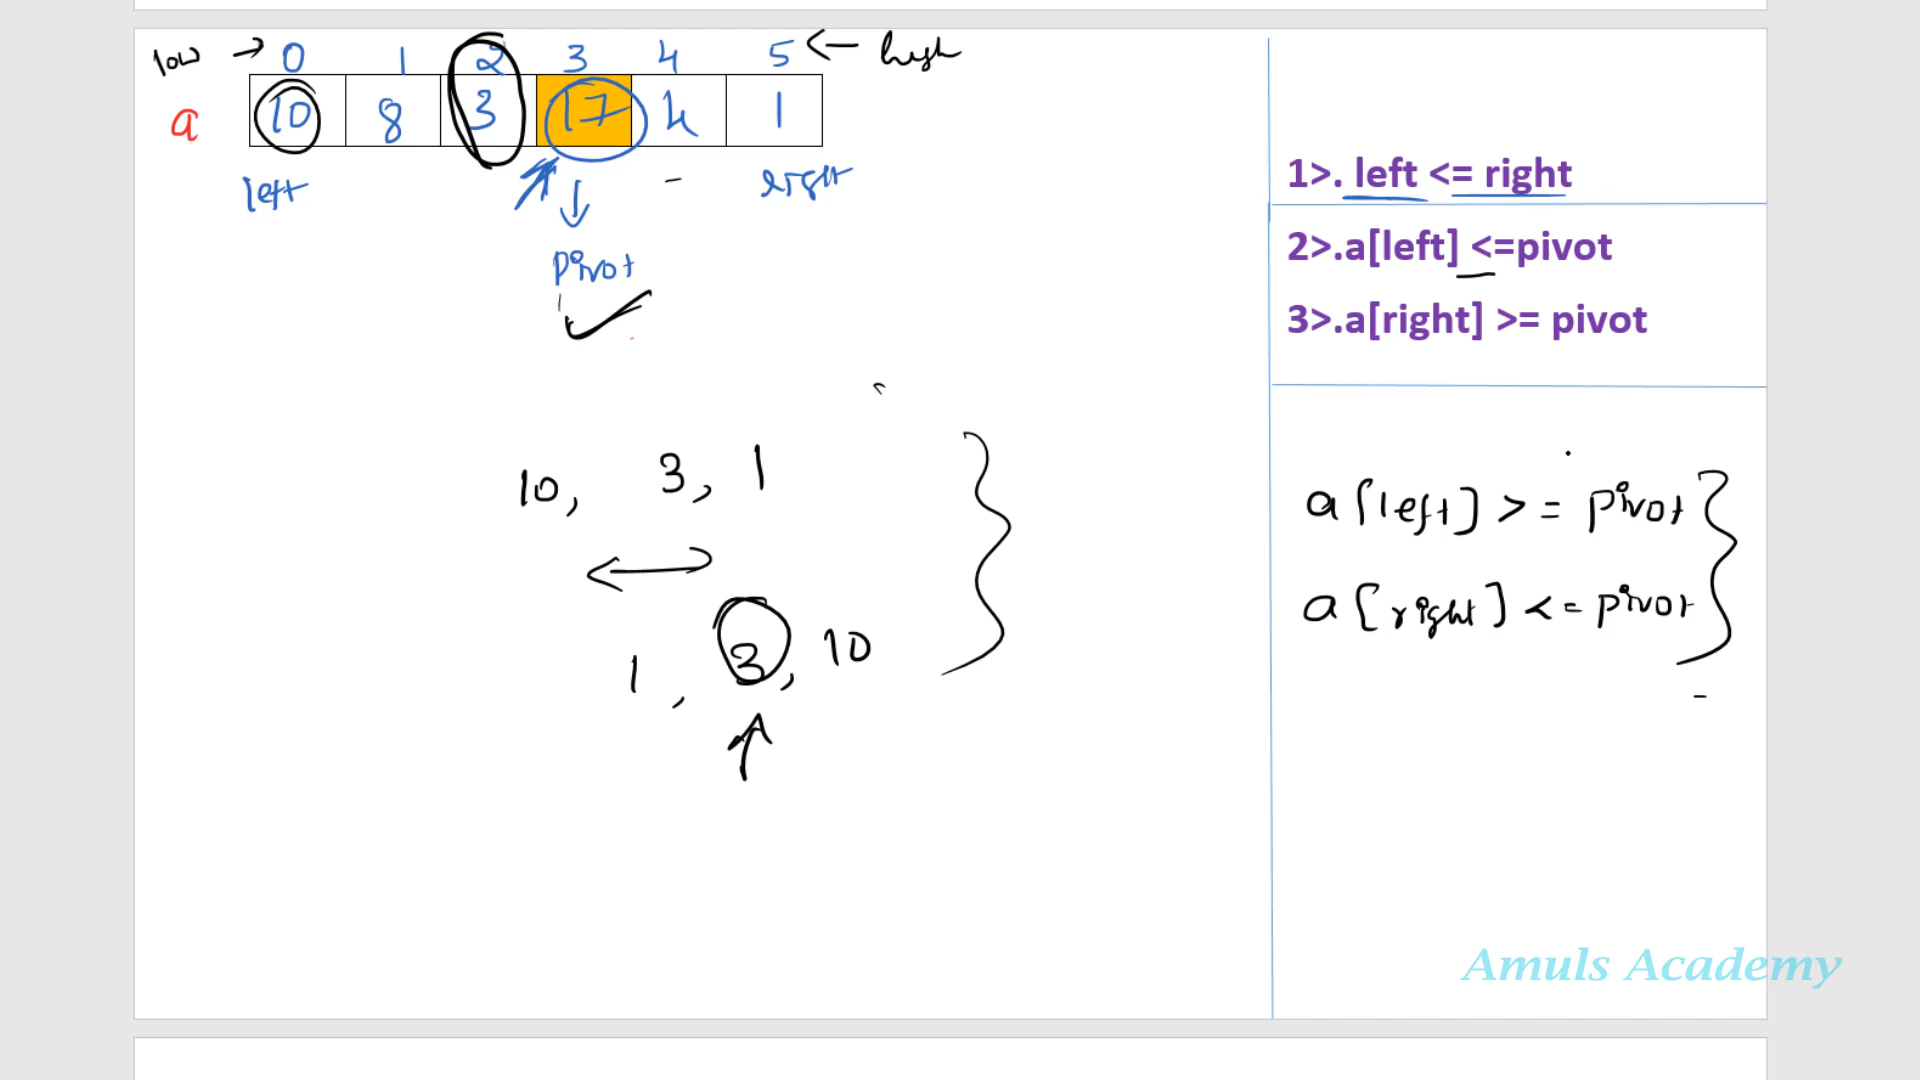 low → 0 1 2 3 4 5 ← high
a 10 8 3 17 4 1
left right
pivot
10, 3, 1
1, 3, 10
1>. left <= right
2>.a[left] <=pivot
3>.a[right] >= pivot
a[left] >= pivot
a[right] <= pivot
Amuls Academy